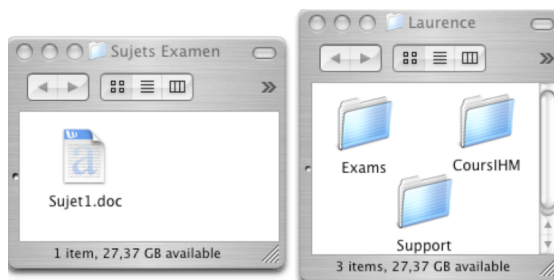 Sujets Examen
Sujet1.doc
1 item, 27,37 GB available
Laurence
Exams
CoursIHM
Support
3 items, 27,37 GB available